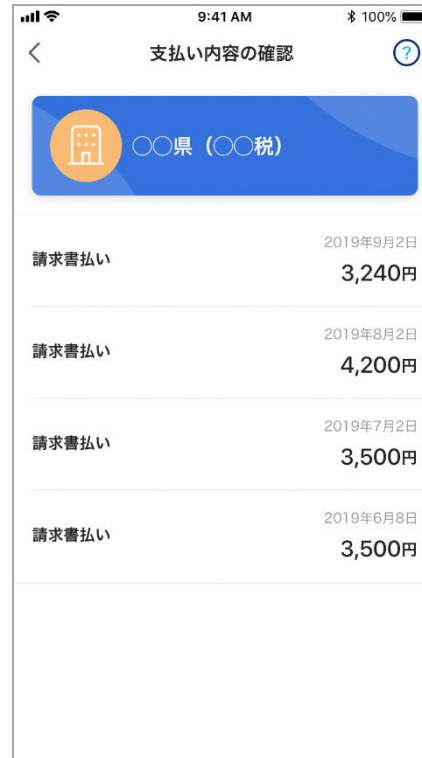 9:41 AM 100%
支払い内容の確認 ?
○○県（○○税）
2019年9月2日
請求書払い
3,240円
2019年8月2日
請求書払い
4,200円
2019年7月2日
請求書払い
3,500円
2019年6月8日
請求書払い
3,500円